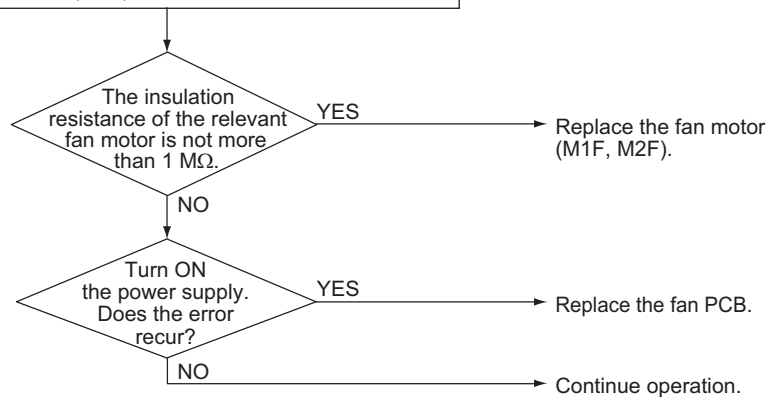 The insulation
resistance of the relevant
fan motor is not more
than 1 MΩ.
YES
Replace the fan motor
(M1F, M2F).
NO
Turn ON
the power supply.
Does the error
recur?
YES
Replace the fan PCB.
NO
Continue operation.